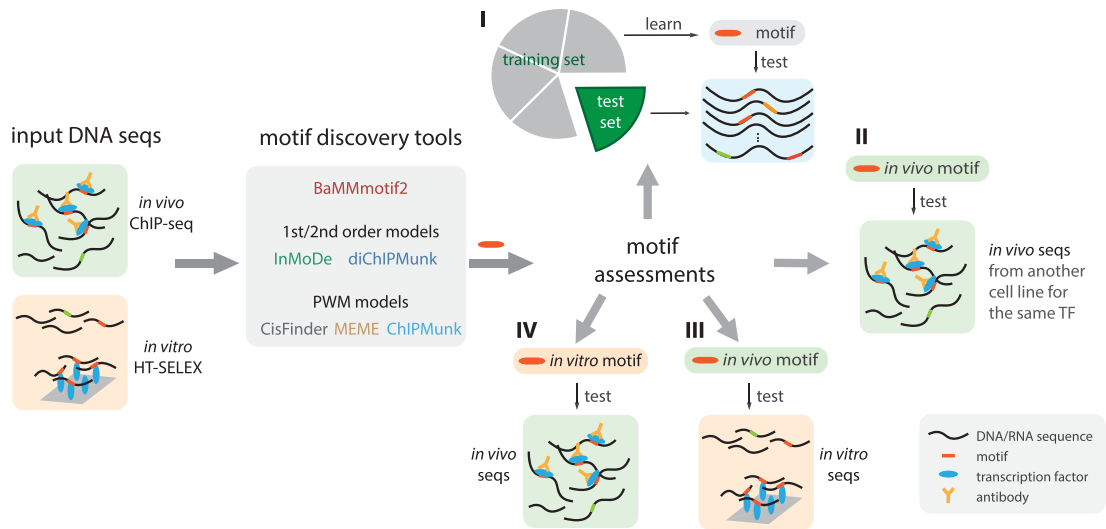 I
learn
motif
training set
test
test
set
input DNA seqs
motif discovery tools
in vivo
ChIP-seq
in vitro
HT-SELEX
BaMMmotif2
1st/2nd order models
InMoDe diChIPMunk
PWM models
CisFinder MEME ChIPMunk
motif
assessments
II
in vivo motif
test
in vivo seqs
from another
cell line for
the same TF
IV
in vitro motif
test
in vivo
seqs
III
in vivo motif
test
in vitro
seqs
DNA/RNA sequence
motif
transcription factor
antibody